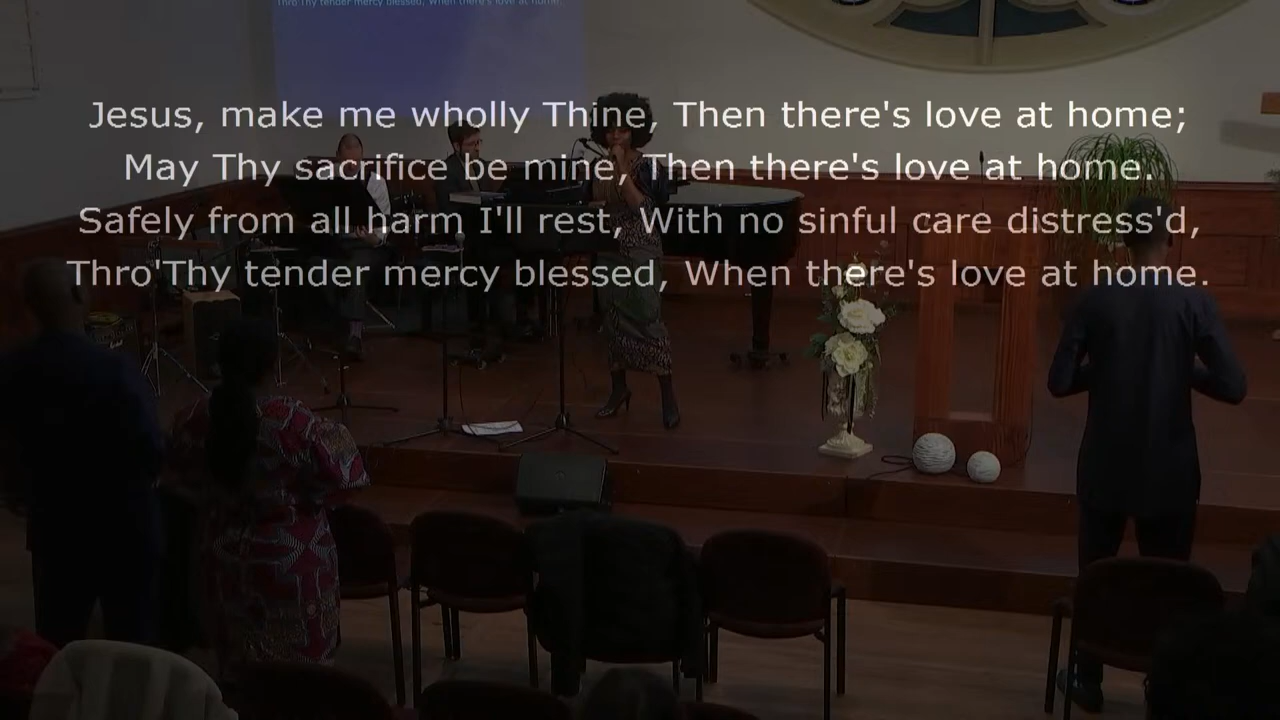 Thro'Thy tender mercy blessed, When there's love at home.
Jesus, make me wholly Thine, Then there's love at home;
May Thy sacrifice be mine, Then there's love at home.
Safely from all harm I'll rest, With no sinful care distress'd,
Thro'Thy tender mercy blessed, When there's love at home.